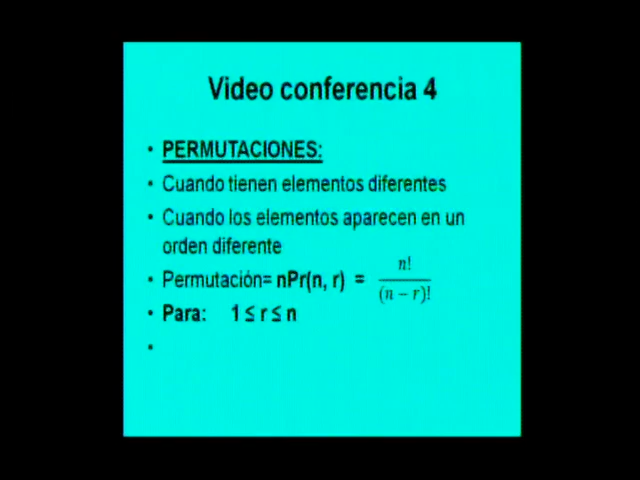 Video conferencia 4
• PERMUTACIONES:
• Cuando tienen elementos diferentes
• Cuando los elementos aparecen en un
orden diferente
• Permutación= nPr(n, r) = n! / (n − r)!
• Para: 1 ≤ r ≤ n
•